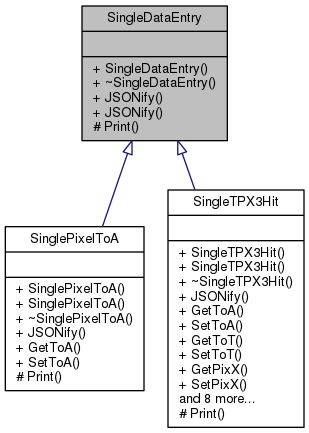 SingleDataEntry
+ SingleDataEntry()
+ ~SingleDataEntry()
+ JSONify()
+ JSONify()
# Print()
SinglePixelToA
+ SinglePixelToA()
+ SinglePixelToA()
+ ~SinglePixelToA()
+ JSONify()
+ GetToA()
+ SetToA()
# Print()
SingleTPX3Hit
+ SingleTPX3Hit()
+ SingleTPX3Hit()
+ ~SingleTPX3Hit()
+ JSONify()
+ GetToA()
+ SetToA()
+ GetToT()
+ SetToT()
+ GetPixX()
+ SetPixX()
and 8 more...
# Print()